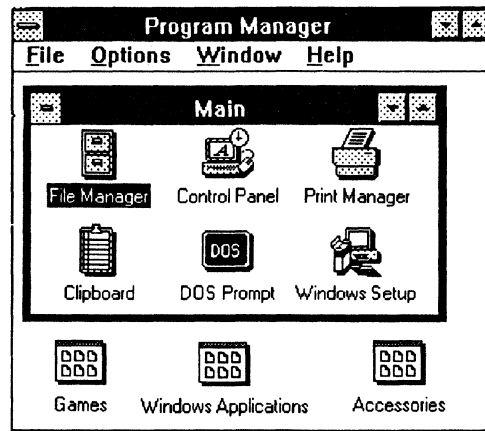 Program Manager
File Options Window Help
Main
File Manager Control Panel Print Manager
DOS
Clipboard DOS Prompt Windows Setup
Games Windows Applications Accessories